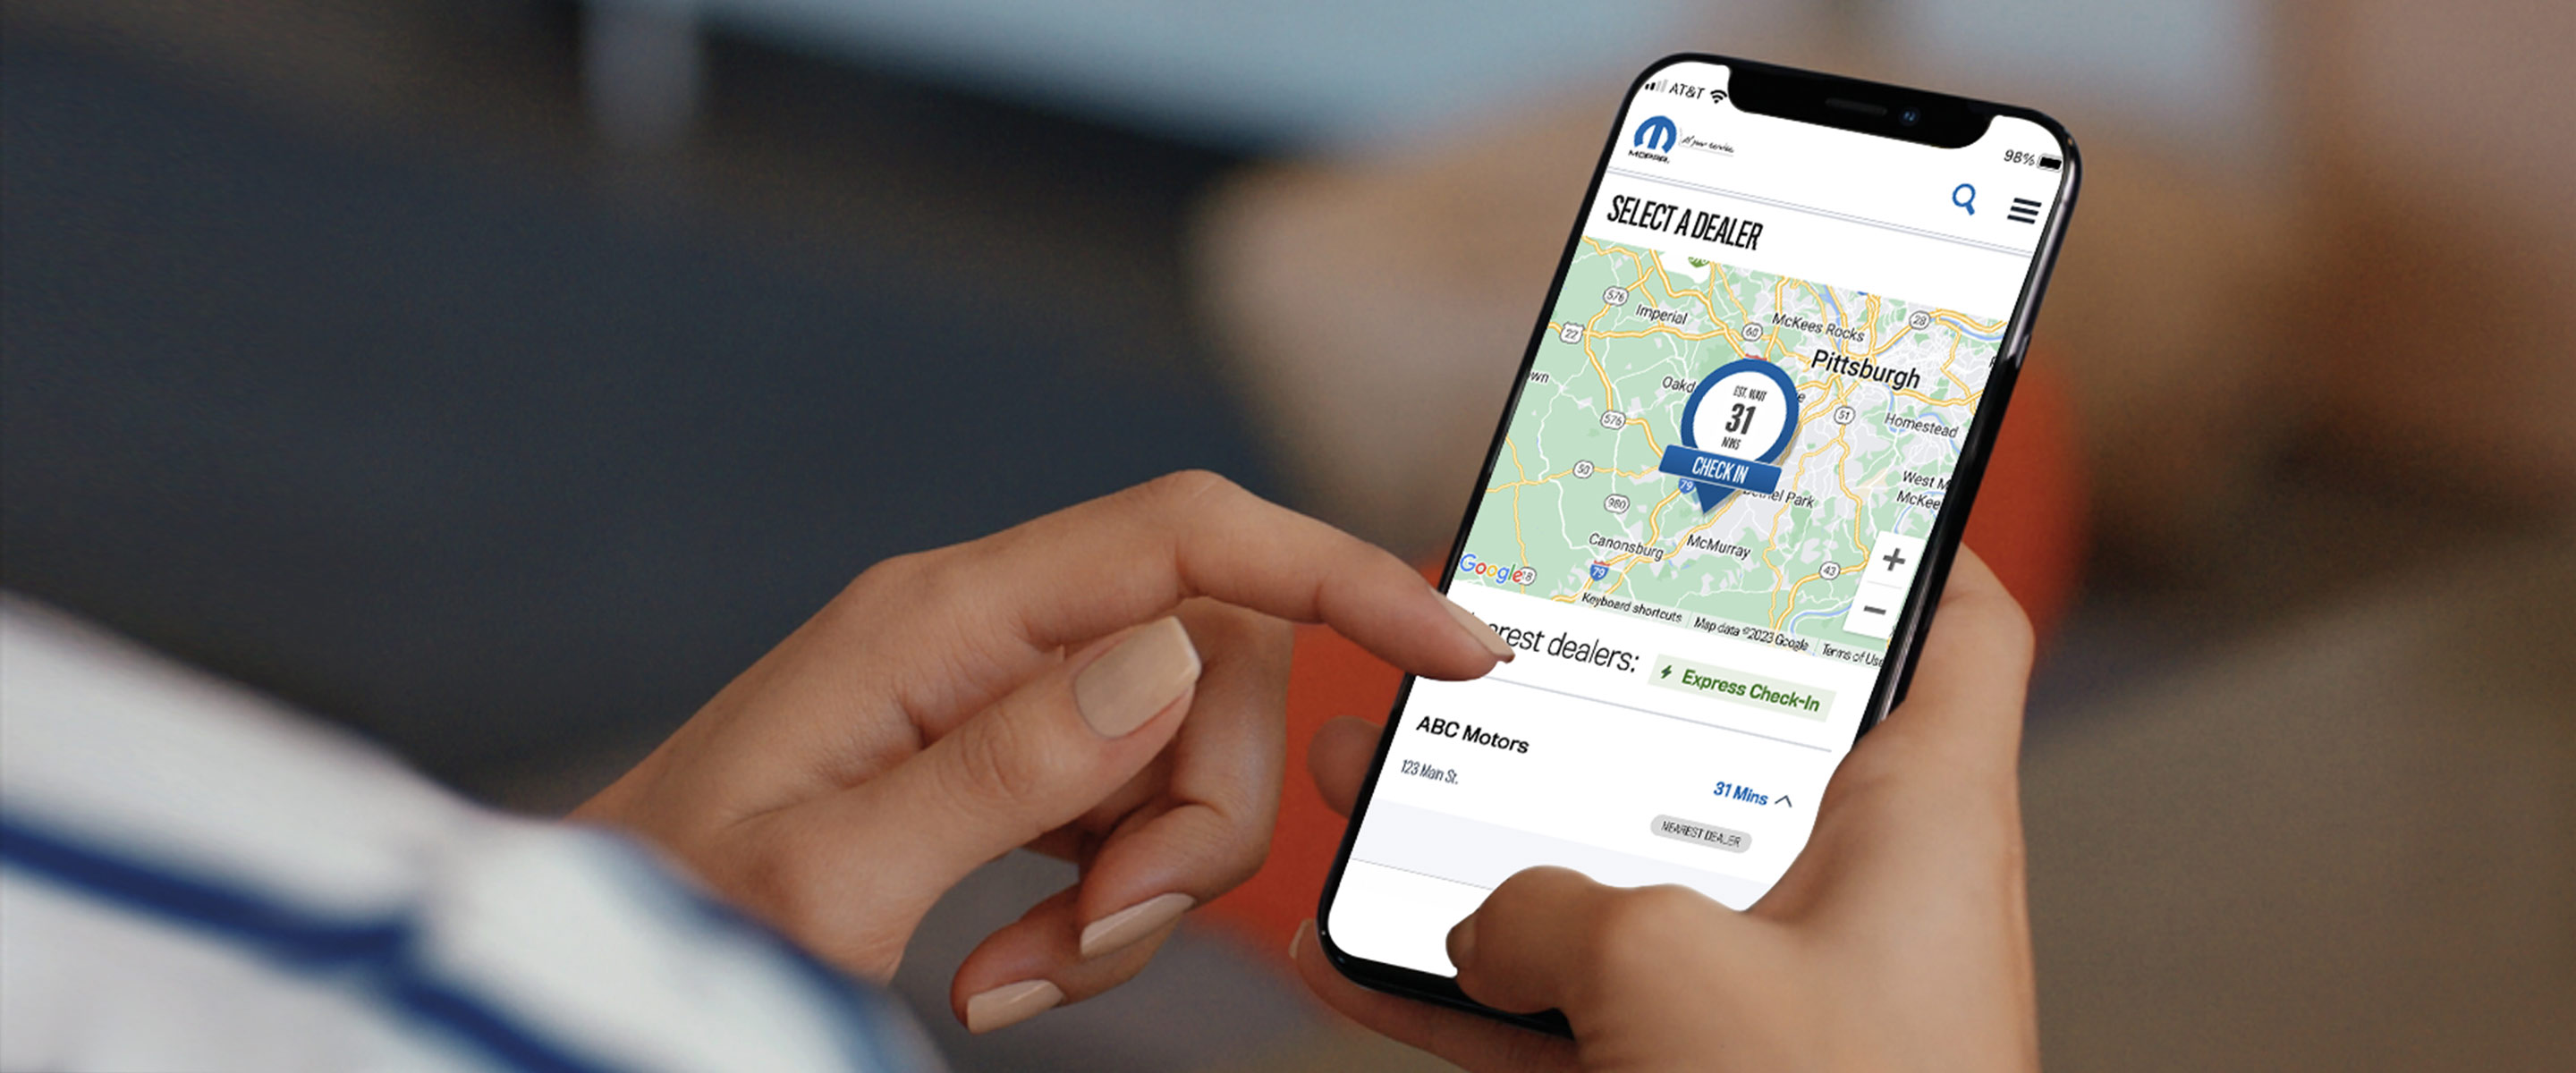 AT&T
98%
MOPAR
At your service
SELECT A DEALER
576
Imperial
McKees Rocks
28
22
60
Pittsburgh
wn
Oakd
EST. WAIT
31
MINS
CHECK IN
51
Homestead
576
50
79
Bethel Park
West M
McKee
980
Canonsburg
McMurray
79
43
Google
Keyboard shortcuts
Map data ©2023 Google
Terms of Use
arest dealers:
Express Check-In
ABC Motors
123 Main St.
31 Mins
NEAREST DEALER